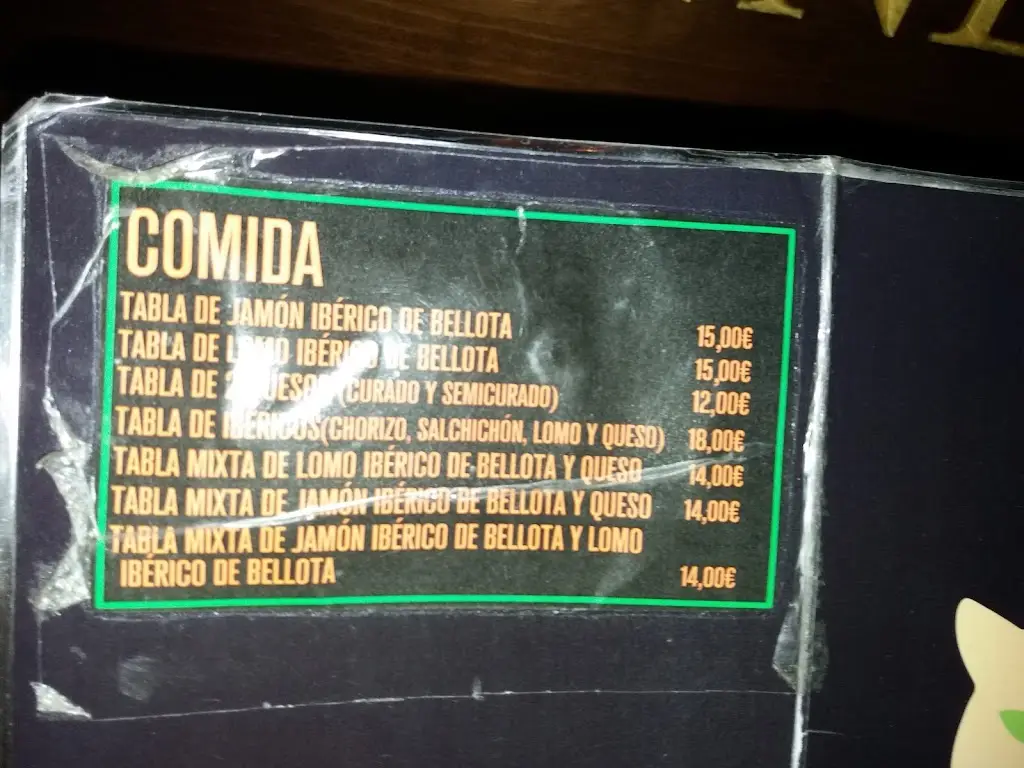 COMIDA
TABLA DE JAMÓN IBÉRICO DE BELLOTA 15,00€
TABLA DE LOMO IBÉRICO DE BELLOTA 15,00€
TABLA DE 2 QUESOS (CURADO Y SEMICURADO) 12,00€
TABLA DE IBÉRICOS(CHORIZO, SALCHICHÓN, LOMO Y QUESO) 18,00€
TABLA MIXTA DE LOMO IBÉRICO DE BELLOTA Y QUESO 14,00€
TABLA MIXTA DE JAMÓN IBÉRICO DE BELLOTA Y QUESO 14,00€
TABLA MIXTA DE JAMÓN IBÉRICO DE BELLOTA Y LOMO
IBÉRICO DE BELLOTA 14,00€